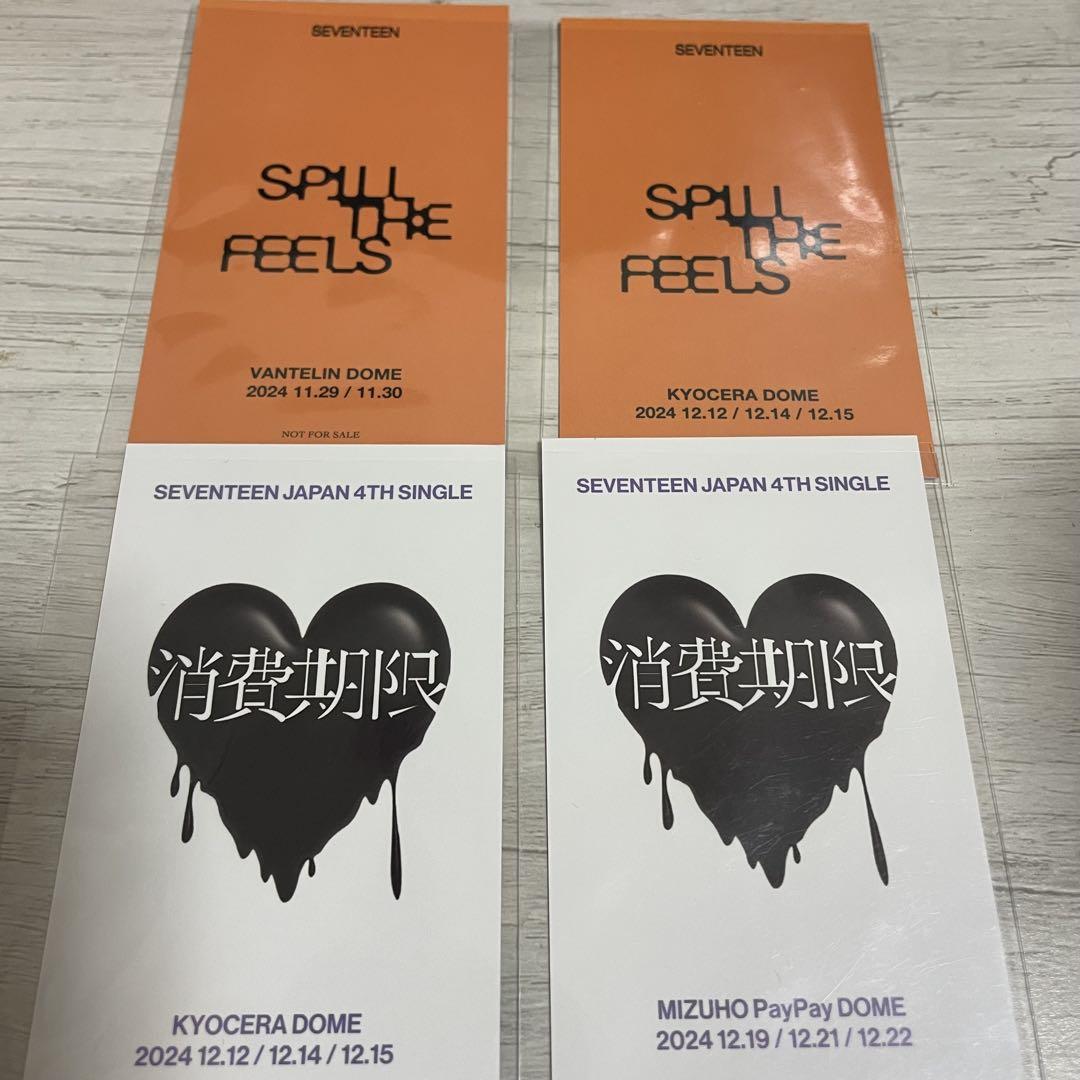 SEVENTEEN
SPILL
THE
FEELS
VANTELIN DOME
2024 11.29 / 11.30
NOT FOR SALE
SEVENTEEN
SPILL
THE
FEELS
KYOCERA DOME
2024 12.12 / 12.14 / 12.15
SEVENTEEN JAPAN 4TH SINGLE
消費期限
KYOCERA DOME
2024 12.12 / 12.14 / 12.15
SEVENTEEN JAPAN 4TH SINGLE
消費期限
MIZUHO PayPay DOME
2024 12.19 / 12.21 / 12.22